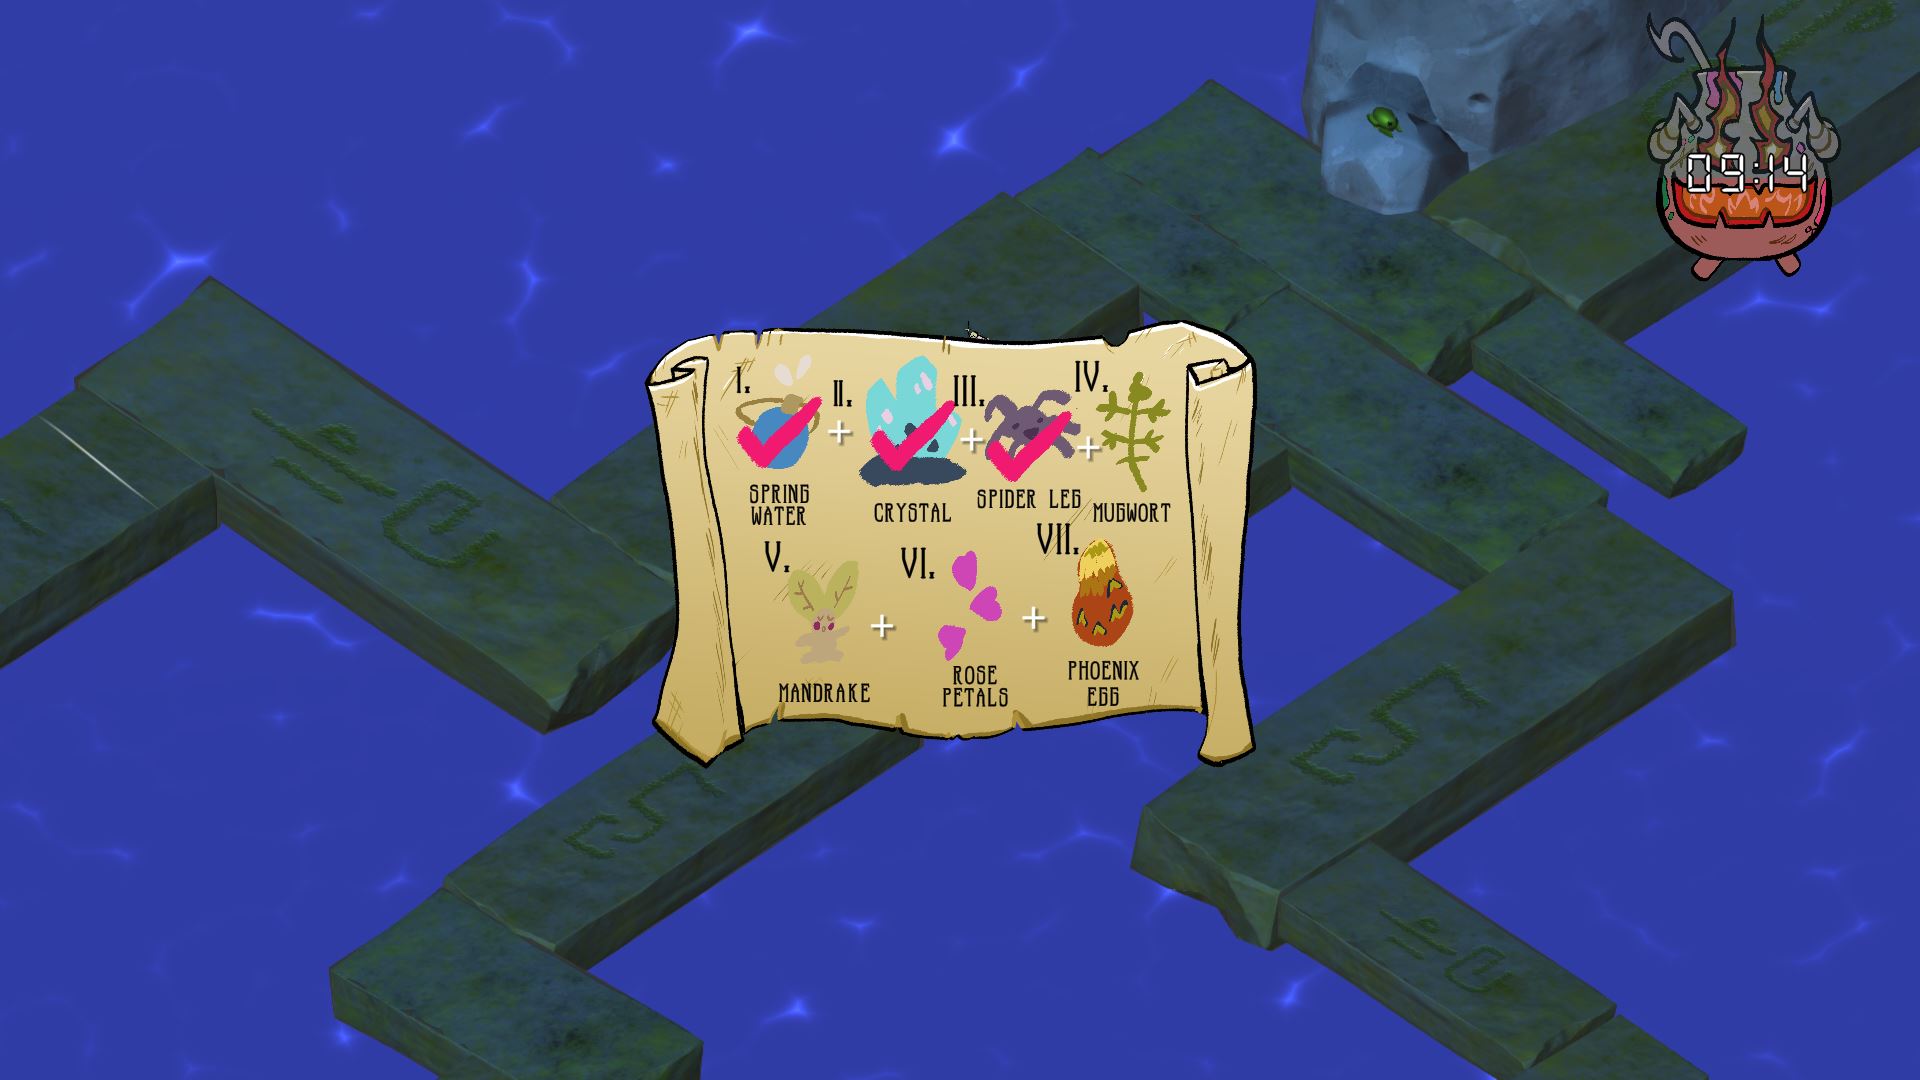 09:14
I.
II.
III.
IV.
SPRING
WATER
CRYSTAL
SPIDER LEG
MUGWORT
V.
VI.
VII.
MANDRAKE
ROSE
PETALS
PHOENIX
EGG